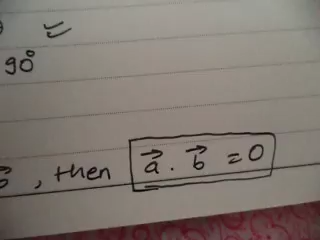 90°
b⃗, then a⃗ . b⃗ = 0